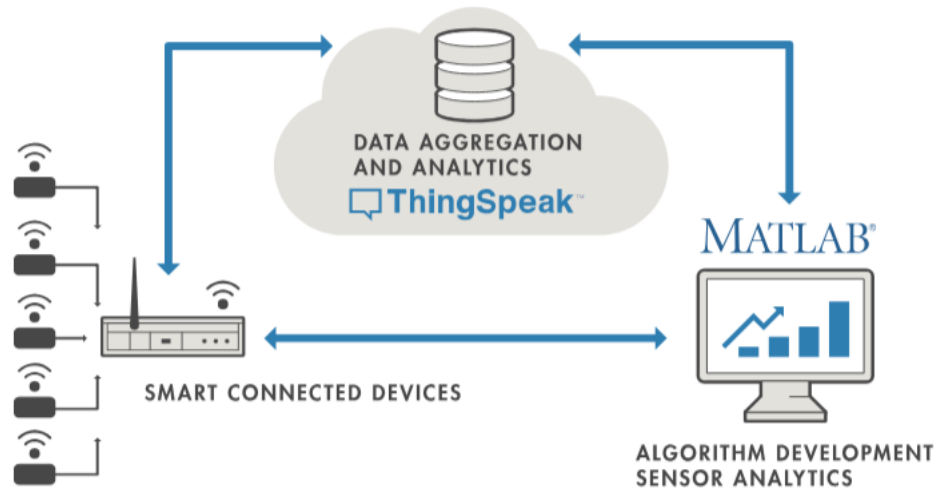 DATA AGGREGATION
AND ANALYTICS
ThingSpeak™
MATLAB®
SMART CONNECTED DEVICES
ALGORITHM DEVELOPMENT
SENSOR ANALYTICS